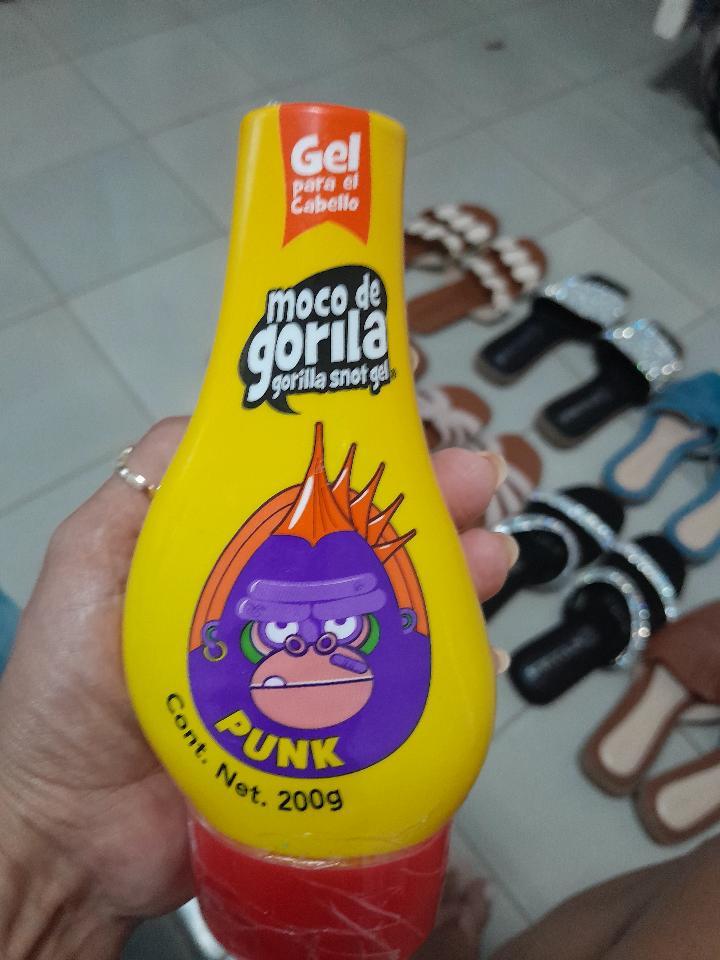 Gel
para el
Cabello
moco de
gorila
gorilla snot gel
PUNK
Cont. Net. 200g